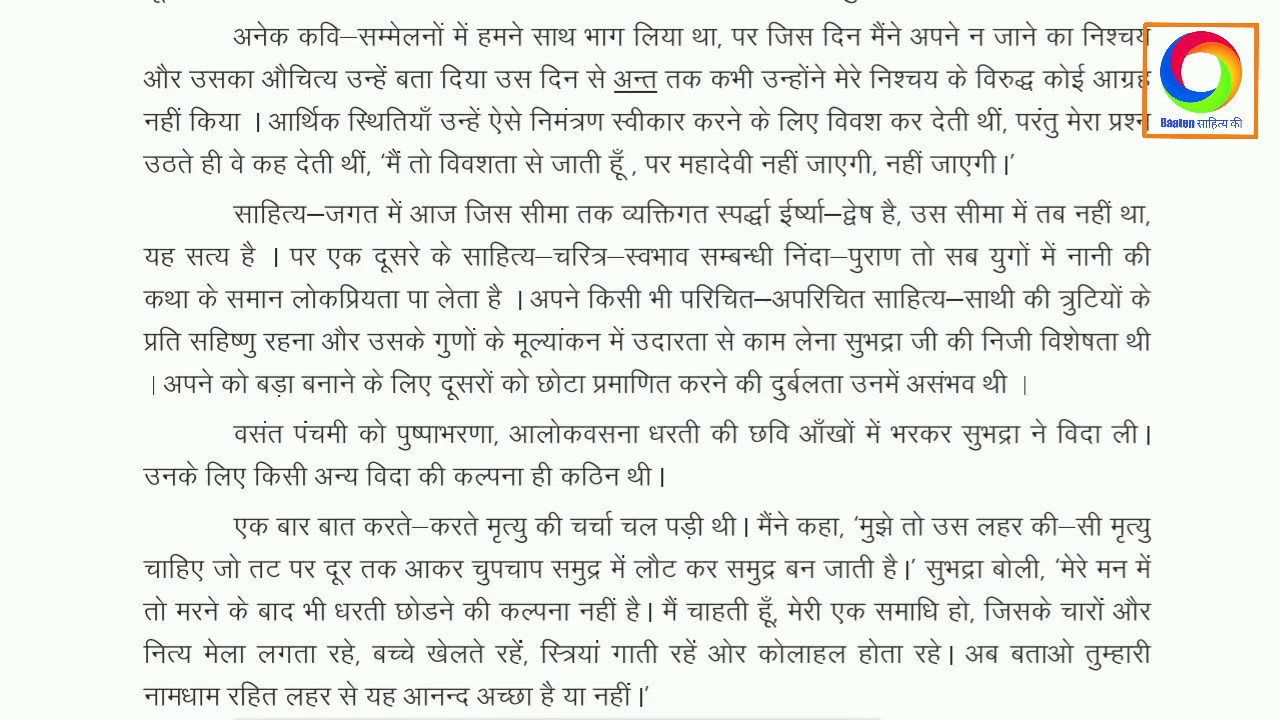 अनेक कवि–सम्मेलनों में हमने साथ भाग लिया था, पर जिस दिन मैंने अपने न जाने का निश्चय
और उसका औचित्य उन्हें बता दिया उस दिन से अन्त तक कभी उन्होंने मेरे निश्चय के विरुद्ध कोई आग्रह
नहीं किया । आर्थिक स्थितियाँ उन्हें ऐसे निमंत्रण स्वीकार करने के लिए विवश कर देती थीं, परंतु मेरा प्रश्न
उठते ही वे कह देती थीं, ‘मैं तो विवशता से जाती हूँ , पर महादेवी नहीं जाएगी, नहीं जाएगी।’
साहित्य–जगत में आज जिस सीमा तक व्यक्तिगत स्पर्द्धा ईर्ष्या–द्वेष है, उस सीमा में तब नहीं था,
यह सत्य है । पर एक दूसरे के साहित्य–चरित्र–स्वभाव सम्बन्धी निंदा–पुराण तो सब युगों में नानी की
कथा के समान लोकप्रियता पा लेता है । अपने किसी भी परिचित–अपरिचित साहित्य–साथी की त्रुटियों के
प्रति सहिष्णु रहना और उसके गुणों के मूल्यांकन में उदारता से काम लेना सुभद्रा जी की निजी विशेषता थी
। अपने को बड़ा बनाने के लिए दूसरों को छोटा प्रमाणित करने की दुर्बलता उनमें असंभव थी ।
वसंत पंचमी को पुष्पाभरणा, आलोकवसना धरती की छवि आँखों में भरकर सुभद्रा ने विदा ली।
उनके लिए किसी अन्य विदा की कल्पना ही कठिन थी।
एक बार बात करते–करते मृत्यु की चर्चा चल पड़ी थी। मैंने कहा, ‘मुझे तो उस लहर की–सी मृत्यु
चाहिए जो तट पर दूर तक आकर चुपचाप समुद्र में लौट कर समुद्र बन जाती है।’ सुभद्रा बोली, ‘मेरे मन में
तो मरने के बाद भी धरती छोडने की कल्पना नहीं है। मैं चाहती हूँ, मेरी एक समाधि हो, जिसके चारों और
नित्य मेला लगता रहे, बच्चे खेलते रहें, स्त्रियां गाती रहें ओर कोलाहल होता रहे। अब बताओ तुम्हारी
नामधाम रहित लहर से यह आनन्द अच्छा है या नहीं।’
Baaten साहित्य की